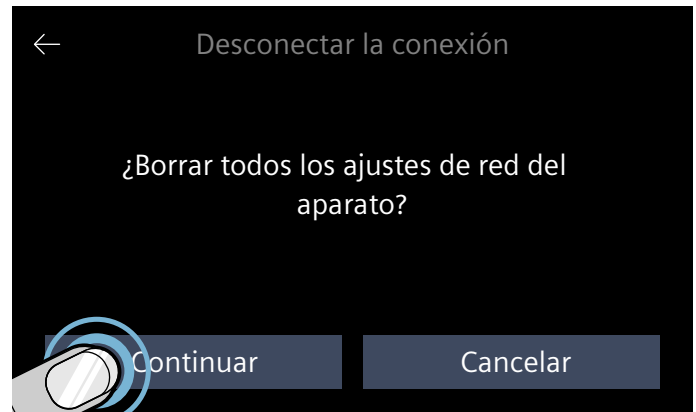 Desconectar la conexión
¿Borrar todos los ajustes de red del
aparato?
Continuar
Cancelar